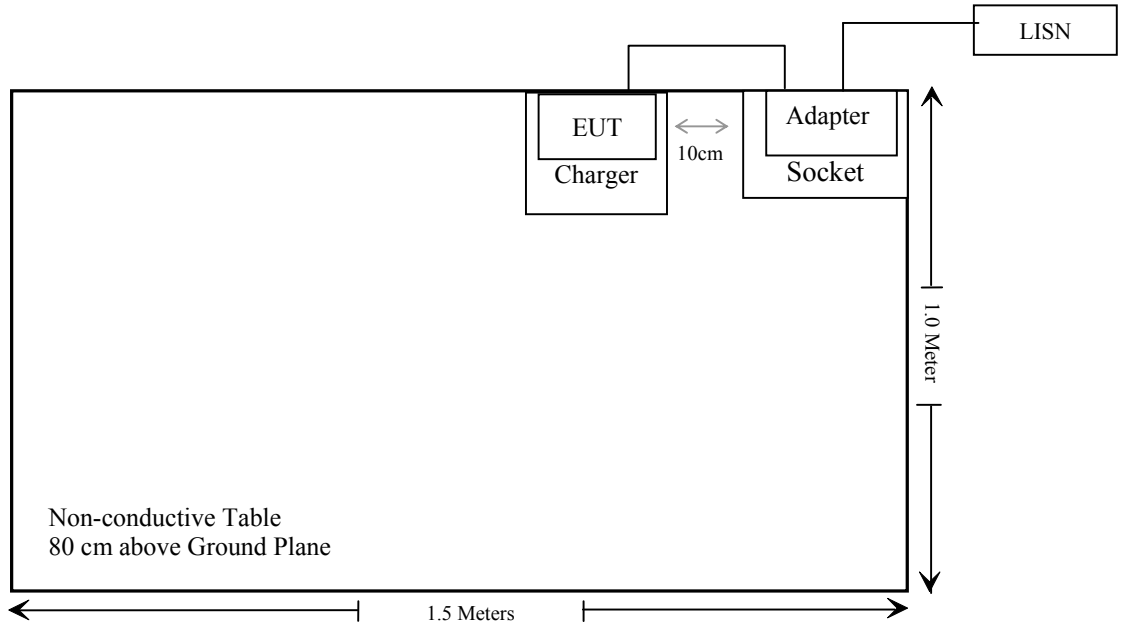 LISN
EUT
Adapter
10cm
Charger
Socket
1.0 Meter
Non-conductive Table
80 cm above Ground Plane
1.5 Meters